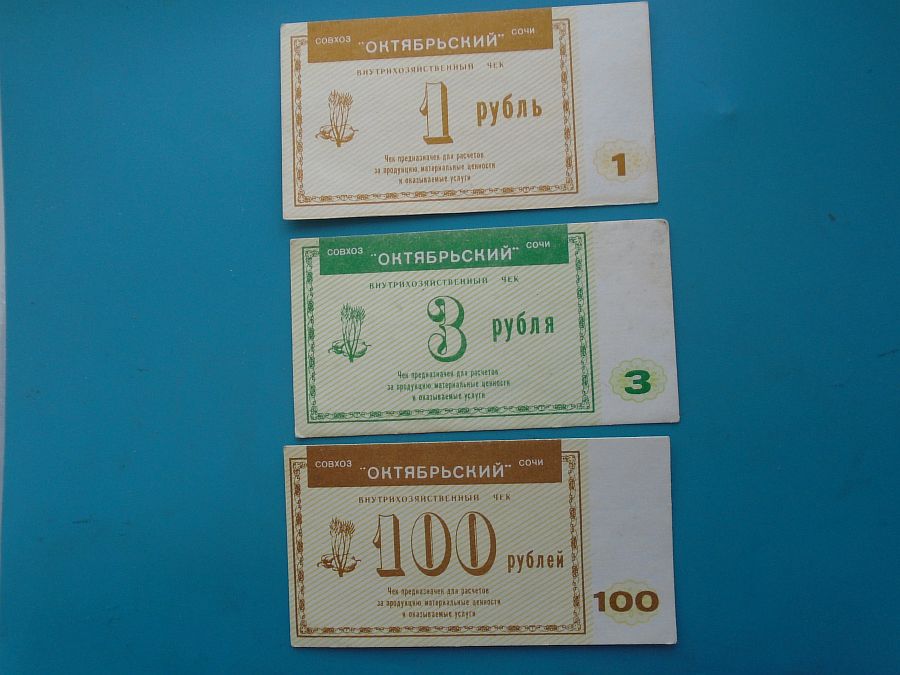 СОВХОЗ "ОКТЯБРЬСКИЙ" СОЧИ
ВНУТРИХОЗЯЙСТВЕННЫЙ ЧЕК
1 рубль
Чек предназначен для расчетов
за продукцию, материальные ценности
и оказываемые услуги
1
СОВХОЗ "ОКТЯБРЬСКИЙ" СОЧИ
ВНУТРИХОЗЯЙСТВЕННЫЙ ЧЕК
3 рубля
Чек предназначен для расчетов
за продукцию, материальные ценности
и оказываемые услуги
3
СОВХОЗ "ОКТЯБРЬСКИЙ" СОЧИ
ВНУТРИХОЗЯЙСТВЕННЫЙ ЧЕК
100 рублей
Чек предназначен для расчетов
за продукцию, материальные ценности
и оказываемые услуги
100